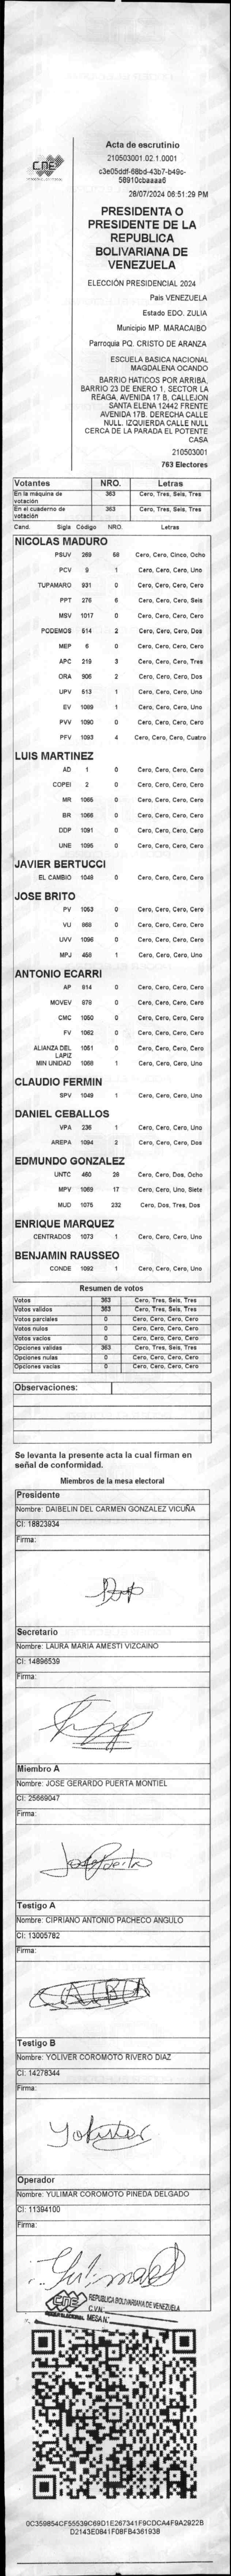 CNE
Acta de escrutinio
210503001.02.1.0001
c3e05ddf-68bd-43b7-b49c-
58910cbaaaa6
28/07/2024 06:51:29 PM
PRESIDENTA O
PRESIDENTE DE LA
REPUBLICA
BOLIVARIANA DE
VENEZUELA
ELECCIÓN PRESIDENCIAL 2024
País VENEZUELA
Estado EDO. ZULIA
Municipio MP. MARACAIBO
Parroquia PQ. CRISTO DE ARANZA
ESCUELA BASICA NACIONAL
MAGDALENA OCANDO
BARRIO HATICOS POR ARRIBA,
BARRIO 23 DE ENERO 1, SECTOR LA
REAGA, AVENIDA 17 B, CALLEJON
SANTA ELENA 12442 FRENTE
AVENIDA 17B. DERECHA CALLE
NULL. IZQUIERDA CALLE NULL
CERCA DE LA PARADA EL POTENTE
CASA
210503001
763 Electores
Votantes NRO. Letras
En la máquina de votación 363 Cero, Tres, Seis, Tres
En el cuaderno de votación 363 Cero, Tres, Seis, Tres
Cand. Sigla Código NRO. Letras
NICOLAS MADURO
PSUV 269 58 Cero, Cero, Cinco, Ocho
PCV 9 1 Cero, Cero, Cero, Uno
TUPAMARO 931 0 Cero, Cero, Cero, Cero
PPT 276 6 Cero, Cero, Cero, Seis
MSV 1017 0 Cero, Cero, Cero, Cero
PODEMOS 514 2 Cero, Cero, Cero, Dos
MEP 6 0 Cero, Cero, Cero, Cero
APC 219 3 Cero, Cero, Cero, Tres
ORA 906 2 Cero, Cero, Cero, Dos
UPV 513 1 Cero, Cero, Cero, Uno
EV 1089 1 Cero, Cero, Cero, Uno
PVV 1090 0 Cero, Cero, Cero, Cero
PFV 1093 4 Cero, Cero, Cero, Cuatro
LUIS MARTINEZ
AD 1 0 Cero, Cero, Cero, Cero
COPEI 2 0 Cero, Cero, Cero, Cero
MR 1065 0 Cero, Cero, Cero, Cero
BR 1068 0 Cero, Cero, Cero, Cero
DDP 1091 0 Cero, Cero, Cero, Cero
UNE 1095 0 Cero, Cero, Cero, Cero
JAVIER BERTUCCI
EL CAMBIO 1048 0 Cero, Cero, Cero, Cero
JOSE BRITO
PV 1053 0 Cero, Cero, Cero, Cero
VU 868 0 Cero, Cero, Cero, Cero
UVV 1096 0 Cero, Cero, Cero, Cero
MPJ 458 1 Cero, Cero, Cero, Uno
ANTONIO ECARRI
AP 814 0 Cero, Cero, Cero, Cero
MOVEV 979 0 Cero, Cero, Cero, Cero
CMC 1050 0 Cero, Cero, Cero, Cero
FV 1062 0 Cero, Cero, Cero, Cero
ALIANZA DEL LAPIZ 1051 0 Cero, Cero, Cero, Cero
MIN UNIDAD 1068 1 Cero, Cero, Cero, Uno
CLAUDIO FERMIN
SPV 1049 1 Cero, Cero, Cero, Uno
DANIEL CEBALLOS
VPA 236 1 Cero, Cero, Cero, Uno
AREPA 1094 2 Cero, Cero, Cero, Dos
EDMUNDO GONZALEZ
UNTC 460 28 Cero, Cero, Dos, Ocho
MPV 1069 17 Cero, Cero, Uno, Siete
MUD 1075 232 Cero, Dos, Tres, Dos
ENRIQUE MARQUEZ
CENTRADOS 1073 1 Cero, Cero, Cero, Uno
BENJAMIN RAUSSEO
CONDE 1092 1 Cero, Cero, Cero, Uno
Resumen de votos
Votos 363 Cero, Tres, Seis, Tres
Votos validos 363 Cero, Tres, Seis, Tres
Votos parciales 0 Cero, Cero, Cero, Cero
Votos nulos 0 Cero, Cero, Cero, Cero
Votos vacios 0 Cero, Cero, Cero, Cero
Opciones validas 363 Cero, Tres, Seis, Tres
Opciones nulas 0 Cero, Cero, Cero, Cero
Opciones vacias 0 Cero, Cero, Cero, Cero
Observaciones:
Se levanta la presente acta la cual firman en
señal de conformidad.
Miembros de la mesa electoral
Presidente
Nombre: DAIBELIN DEL CARMEN GONZALEZ VICUÑA
CI: 18823934
Firma:
Secretario
Nombre: LAURA MARIA AMESTI VIZCAINO
CI: 14896539
Firma:
Miembro A
Nombre: JOSE GERARDO PUERTA MONTIEL
CI: 25669047
Firma:
Testigo A
Nombre: CIPRIANO ANTONIO PACHECO ANGULO
CI: 13005782
Firma:
Testigo B
Nombre: YOLIVER COROMOTO RIVERO DIAZ
CI: 14278344
Firma:
Operador
Nombre: YULIMAR COROMOTO PINEDA DELGADO
CI: 11394100
Firma:
CNE REPUBLICA BOLIVARIANA DE VENEZUELA
C.V.N°
PODER ELECTORAL MESA N°
0C359854CF55539C69D1E267341F9CDCA4F9A2922B
D2143E0841F08FB4361938